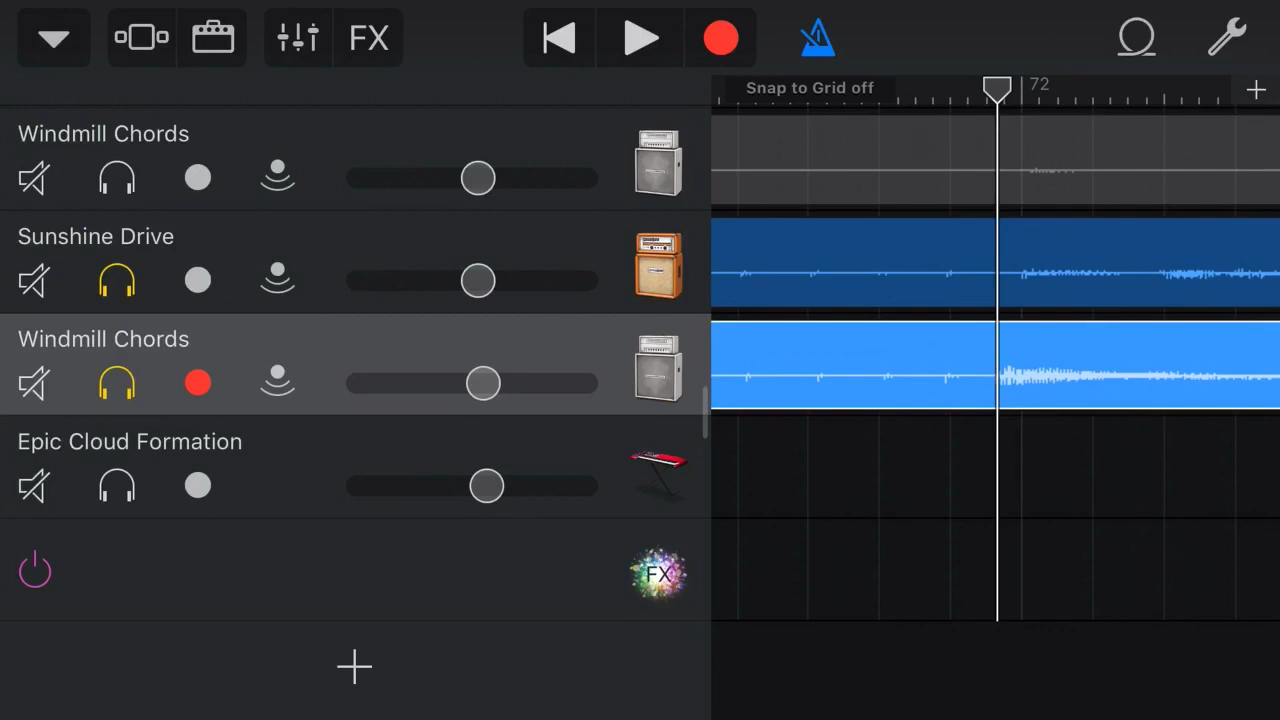 FX
Snap to Grid off
72
Windmill Chords
Sunshine Drive
Windmill Chords
Epic Cloud Formation
FX